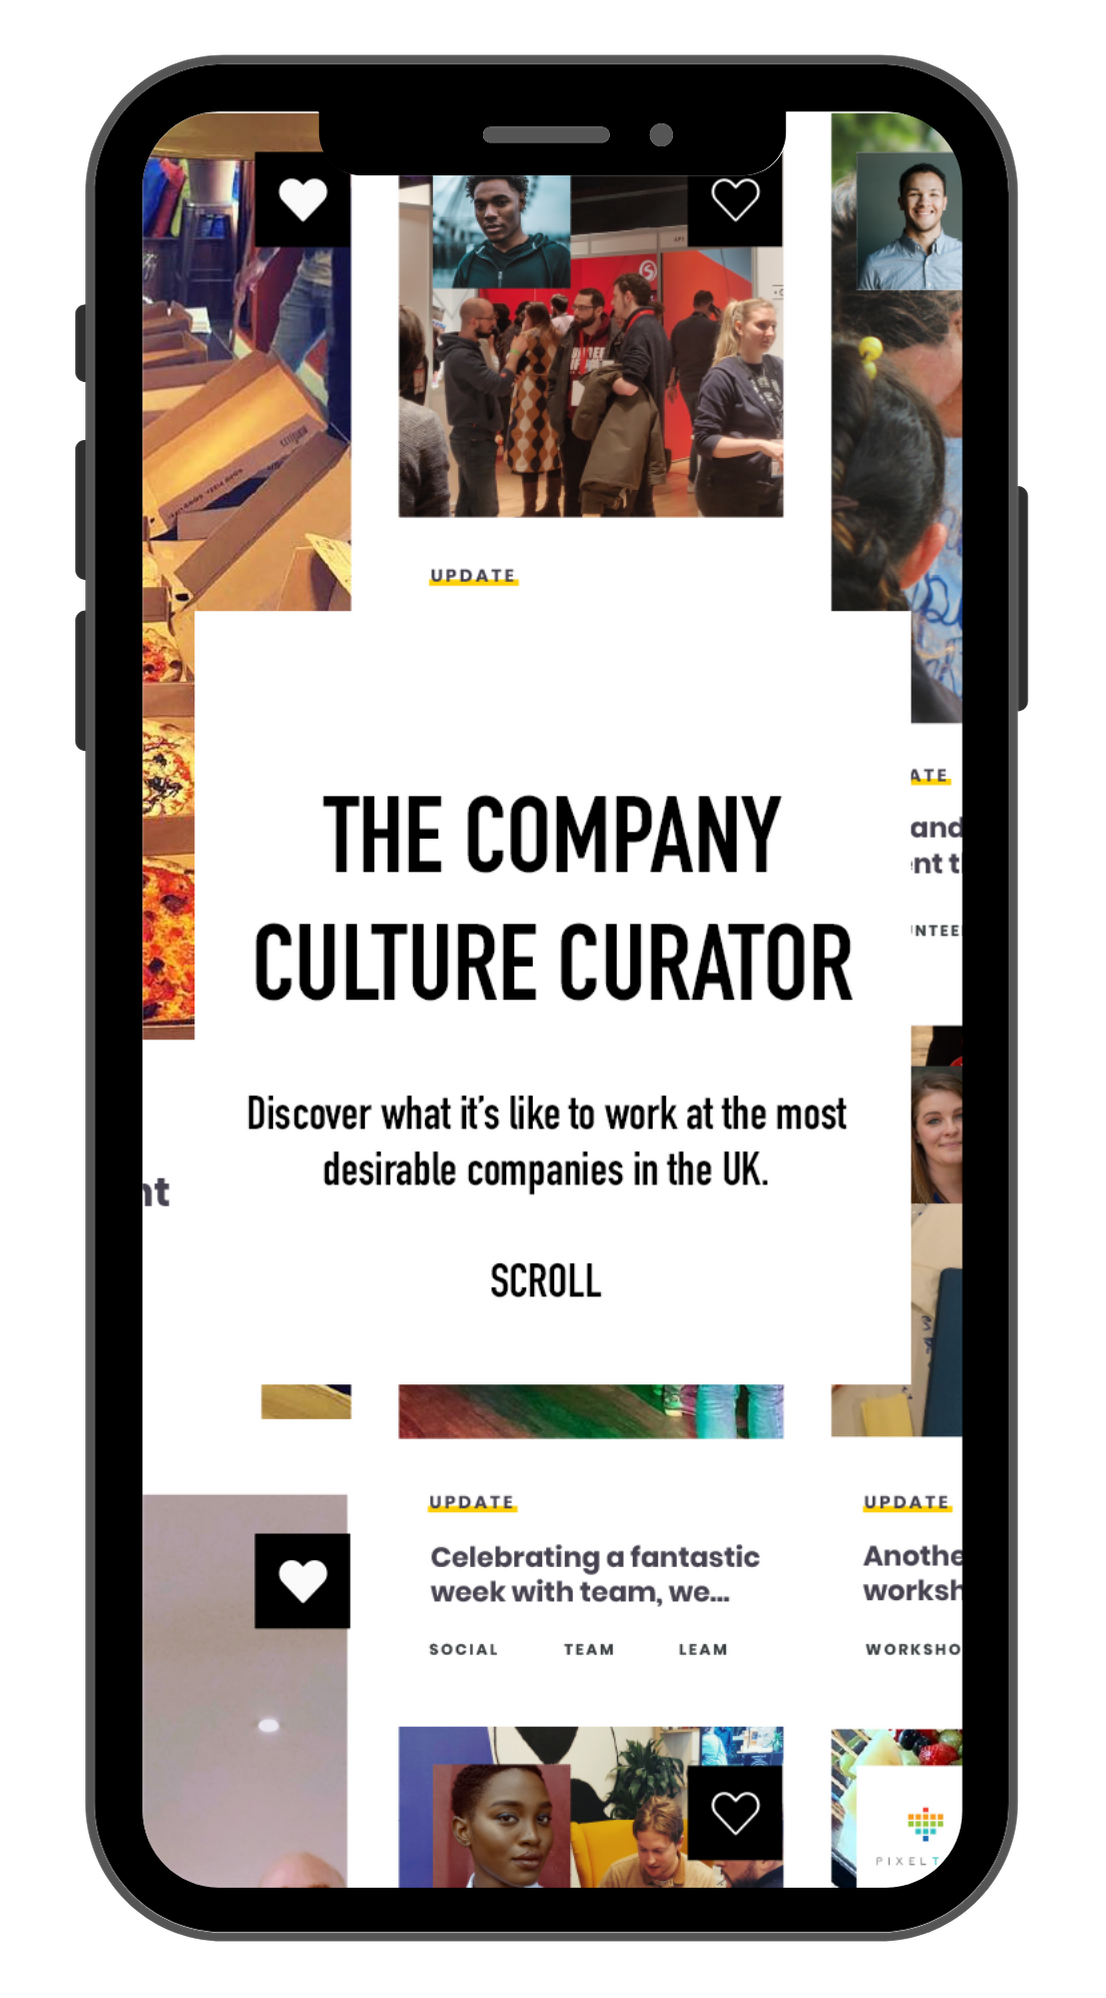 UPDATE
THE COMPANY
CULTURE CURATOR
Discover what it's like to work at the most
desirable companies in the UK.
SCROLL
ATE
and
nt
UPDATE
Celebrating a fantastic
week with team, we...
SOCIAL TEAM LEAM
UPDATE
Anothe
worksh
WORKSHO
PIXELT